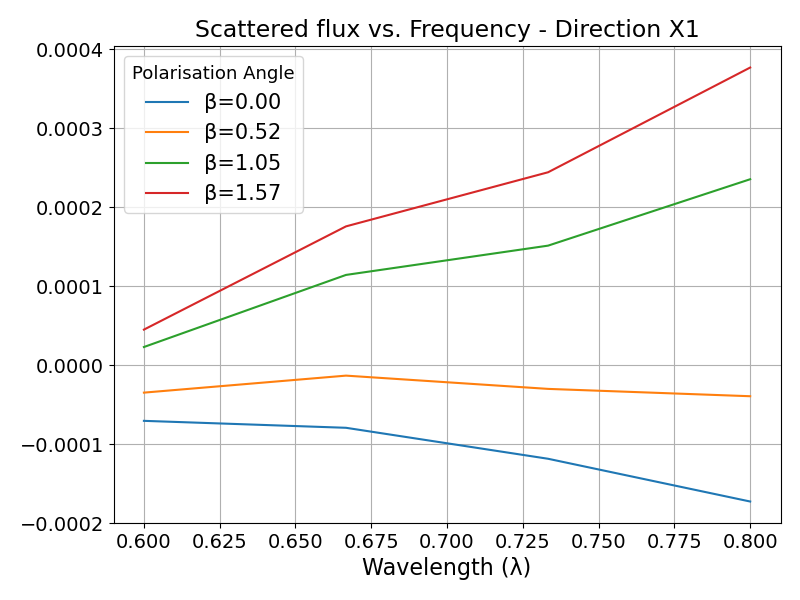 Scattered flux vs. Frequency - Direction X1
0.0004
0.0003
0.0002
0.0001
0.0000
−0.0001
−0.0002
Polarisation Angle
β=0.00
β=0.52
β=1.05
β=1.57
0.600 0.625 0.650 0.675 0.700 0.725 0.750 0.775 0.800
Wavelength (λ)